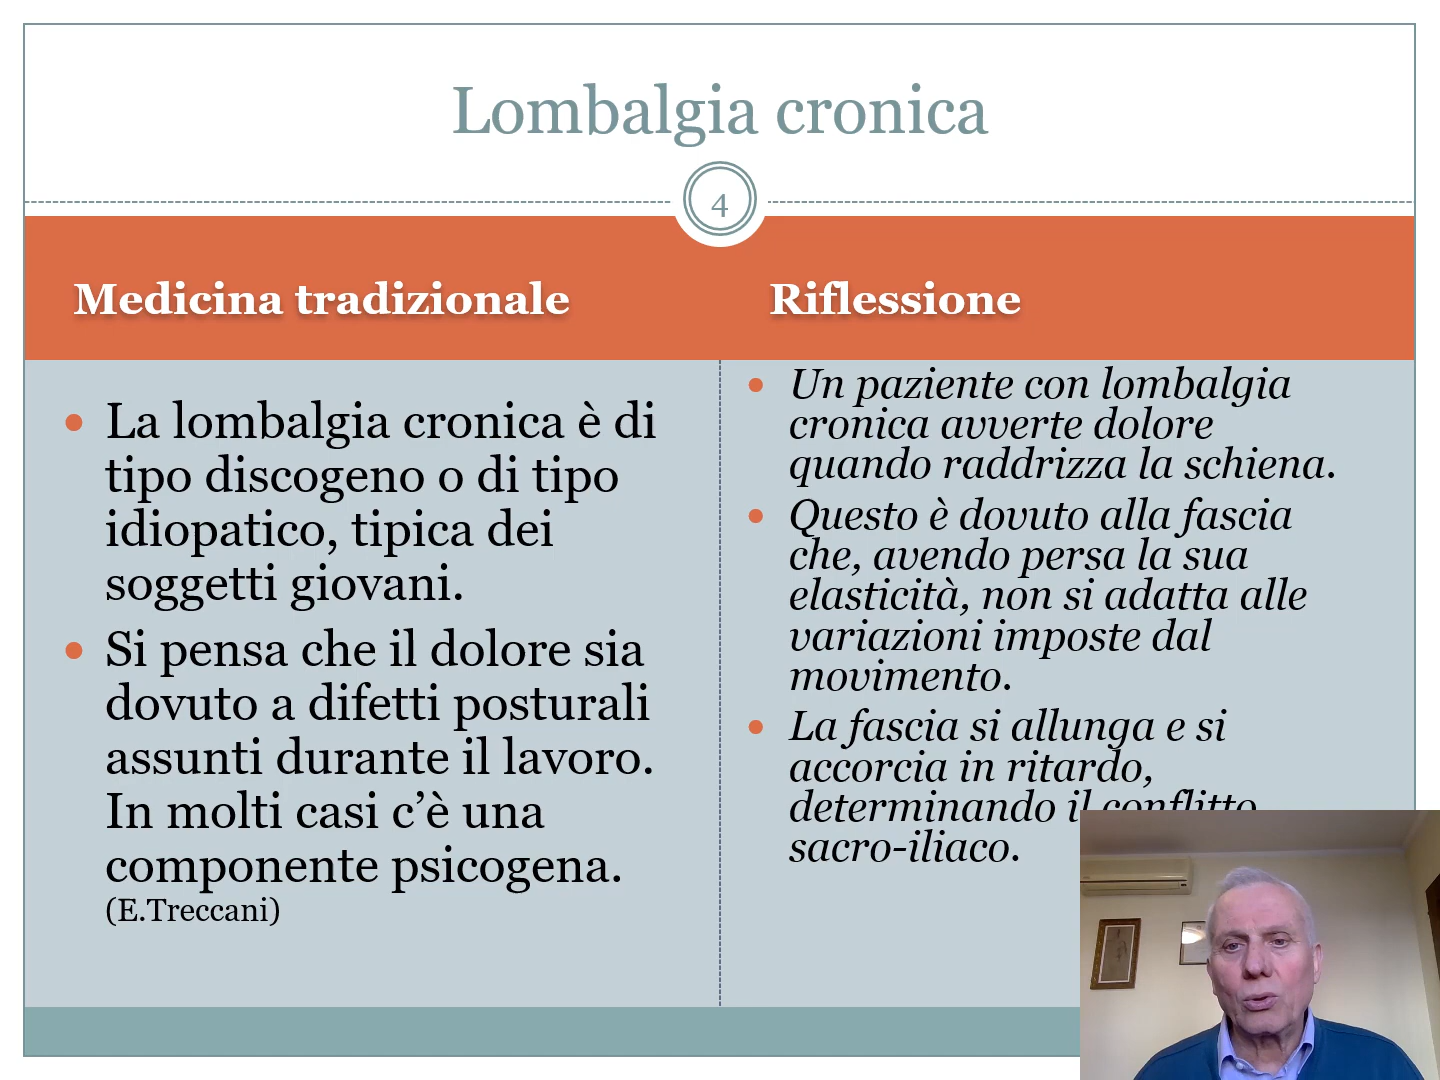 Lombalgia cronica
4
Medicina tradizionale
Riflessione
La lombalgia cronica è di
tipo discogeno o di tipo
idiopatico, tipica dei
soggetti giovani.
Si pensa che il dolore sia
dovuto a difetti posturali
assunti durante il lavoro.
In molti casi c’è una
componente psicogena.
(E.Treccani)
Un paziente con lombalgia
cronica avverte dolore
quando raddrizza la schiena.
Questo è dovuto alla fascia
che, avendo persa la sua
elasticità, non si adatta alle
variazioni imposte dal
movimento.
La fascia si allunga e si
accorcia in ritardo,
determinando il conflitto
sacro-iliaco.